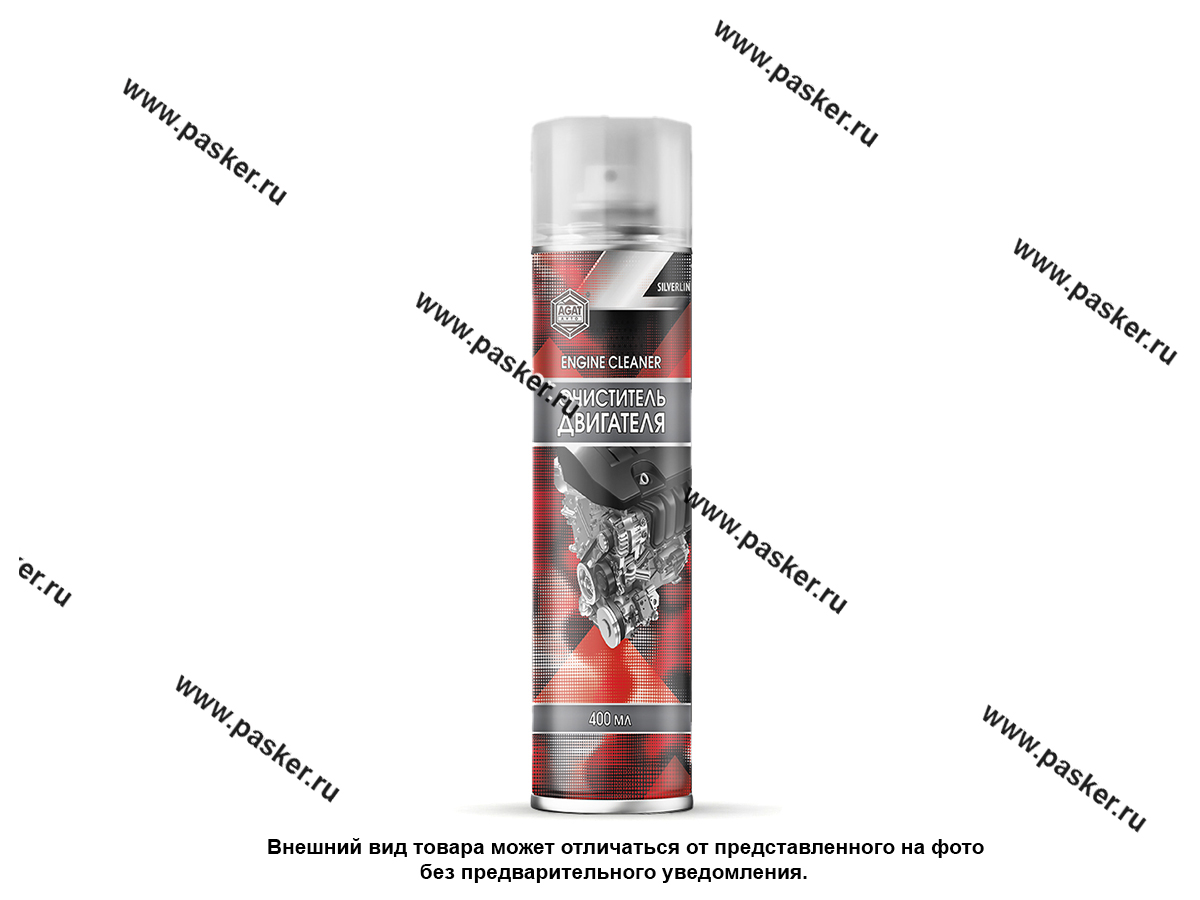 www.pasker.ru
www.pasker.ru
www.pasker.ru
SILVERLIN
AGAT
АВТО
www.pasker.ru
ENGINE CLEANER
ОЧИСТИТЕЛЬ
ДВИГАТЕЛЯ
www.pasker.ru
er.ru
400 мл
www.pasker.ru
www.pasker.ru
Внешний вид товара может отличаться от представленного на фото
без предварительного уведомления.